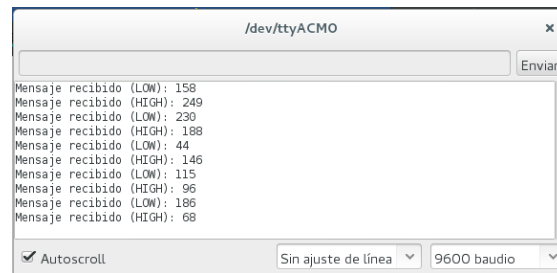 /dev/ttyACM0
Enviar
Mensaje recibido (LOW): 158
Mensaje recibido (HIGH): 249
Mensaje recibido (LOW): 230
Mensaje recibido (HIGH): 188
Mensaje recibido (LOW): 44
Mensaje recibido (HIGH): 146
Mensaje recibido (LOW): 115
Mensaje recibido (HIGH): 96
Mensaje recibido (LOW): 186
Mensaje recibido (HIGH): 68
Autoscroll Sin ajuste de línea 9600 baudio